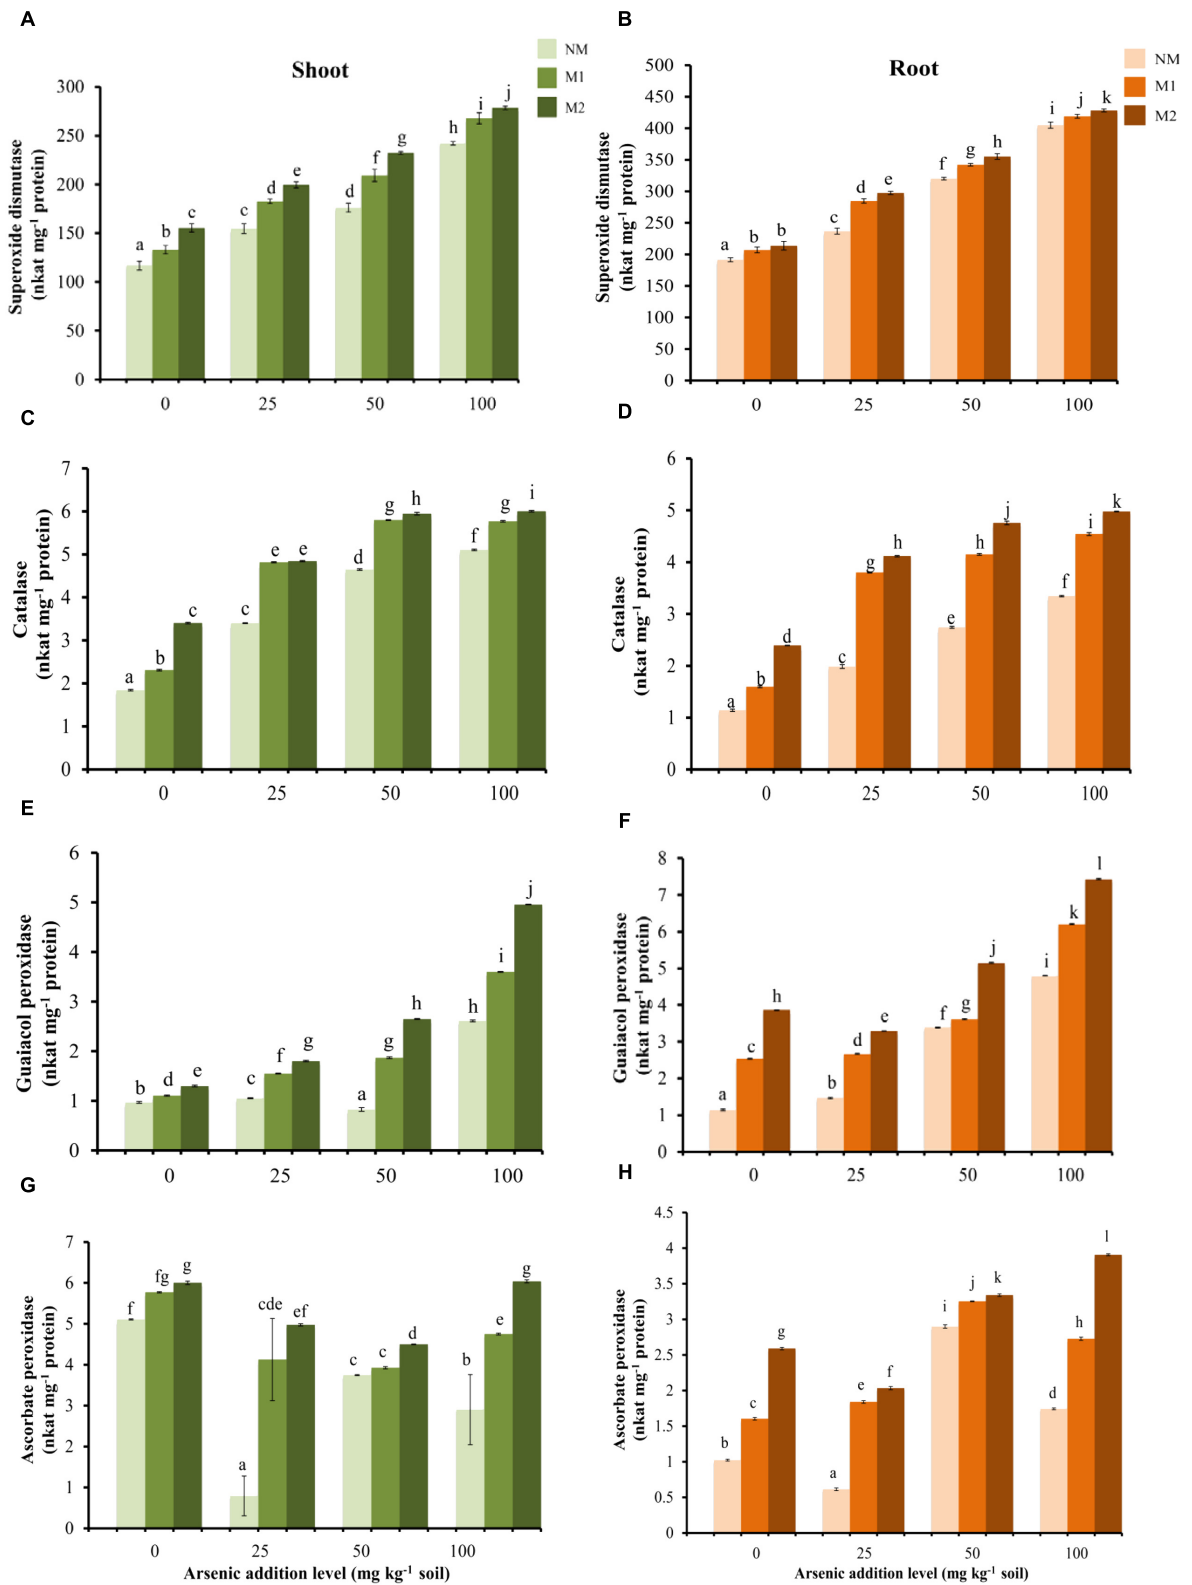 A
B
Shoot
NM
M1
M2
Root
NM
M1
M2
Superoxide dismutase
(nkat mg-1 protein)
300
250
200
150
100
50
0
a b c c d e d f g h i j
0 25 50 100
Superoxide dismutase
(nkat mg-1 protein)
500
450
400
350
300
250
200
150
100
50
0
a b b c d e f g h i j k
0 25 50 100
C
D
Catalase
(nkat mg-1 protein)
7
6
5
4
3
2
1
0
a b c c e e d g h f g i
0 25 50 100
Catalase
(nkat mg-1 protein)
6
5
4
3
2
1
0
a b d c g h e h j f i k
0 25 50 100
E
F
Guaiacol peroxidase
(nkat mg-1 protein)
6
5
4
3
2
1
0
b d e c f g a g h h i j
0 25 50 100
Guaiacol peroxidase
(nkat mg-1 protein)
8
7
6
5
4
3
2
1
0
a c h b d e f g j i k l
0 25 50 100
G
H
Ascorbate peroxidase
(nkat mg-1 protein)
7
6
5
4
3
2
1
0
f fg g a cde ef c c d b e g
0 25 50 100
Arsenic addition level (mg kg-1 soil)
Ascorbate peroxidase
(nkat mg-1 protein)
4.5
4
3.5
3
2.5
2
1.5
1
0.5
0
b c g a e f i j k d h l
0 25 50 100
Arsenic addition level (mg kg-1 soil)